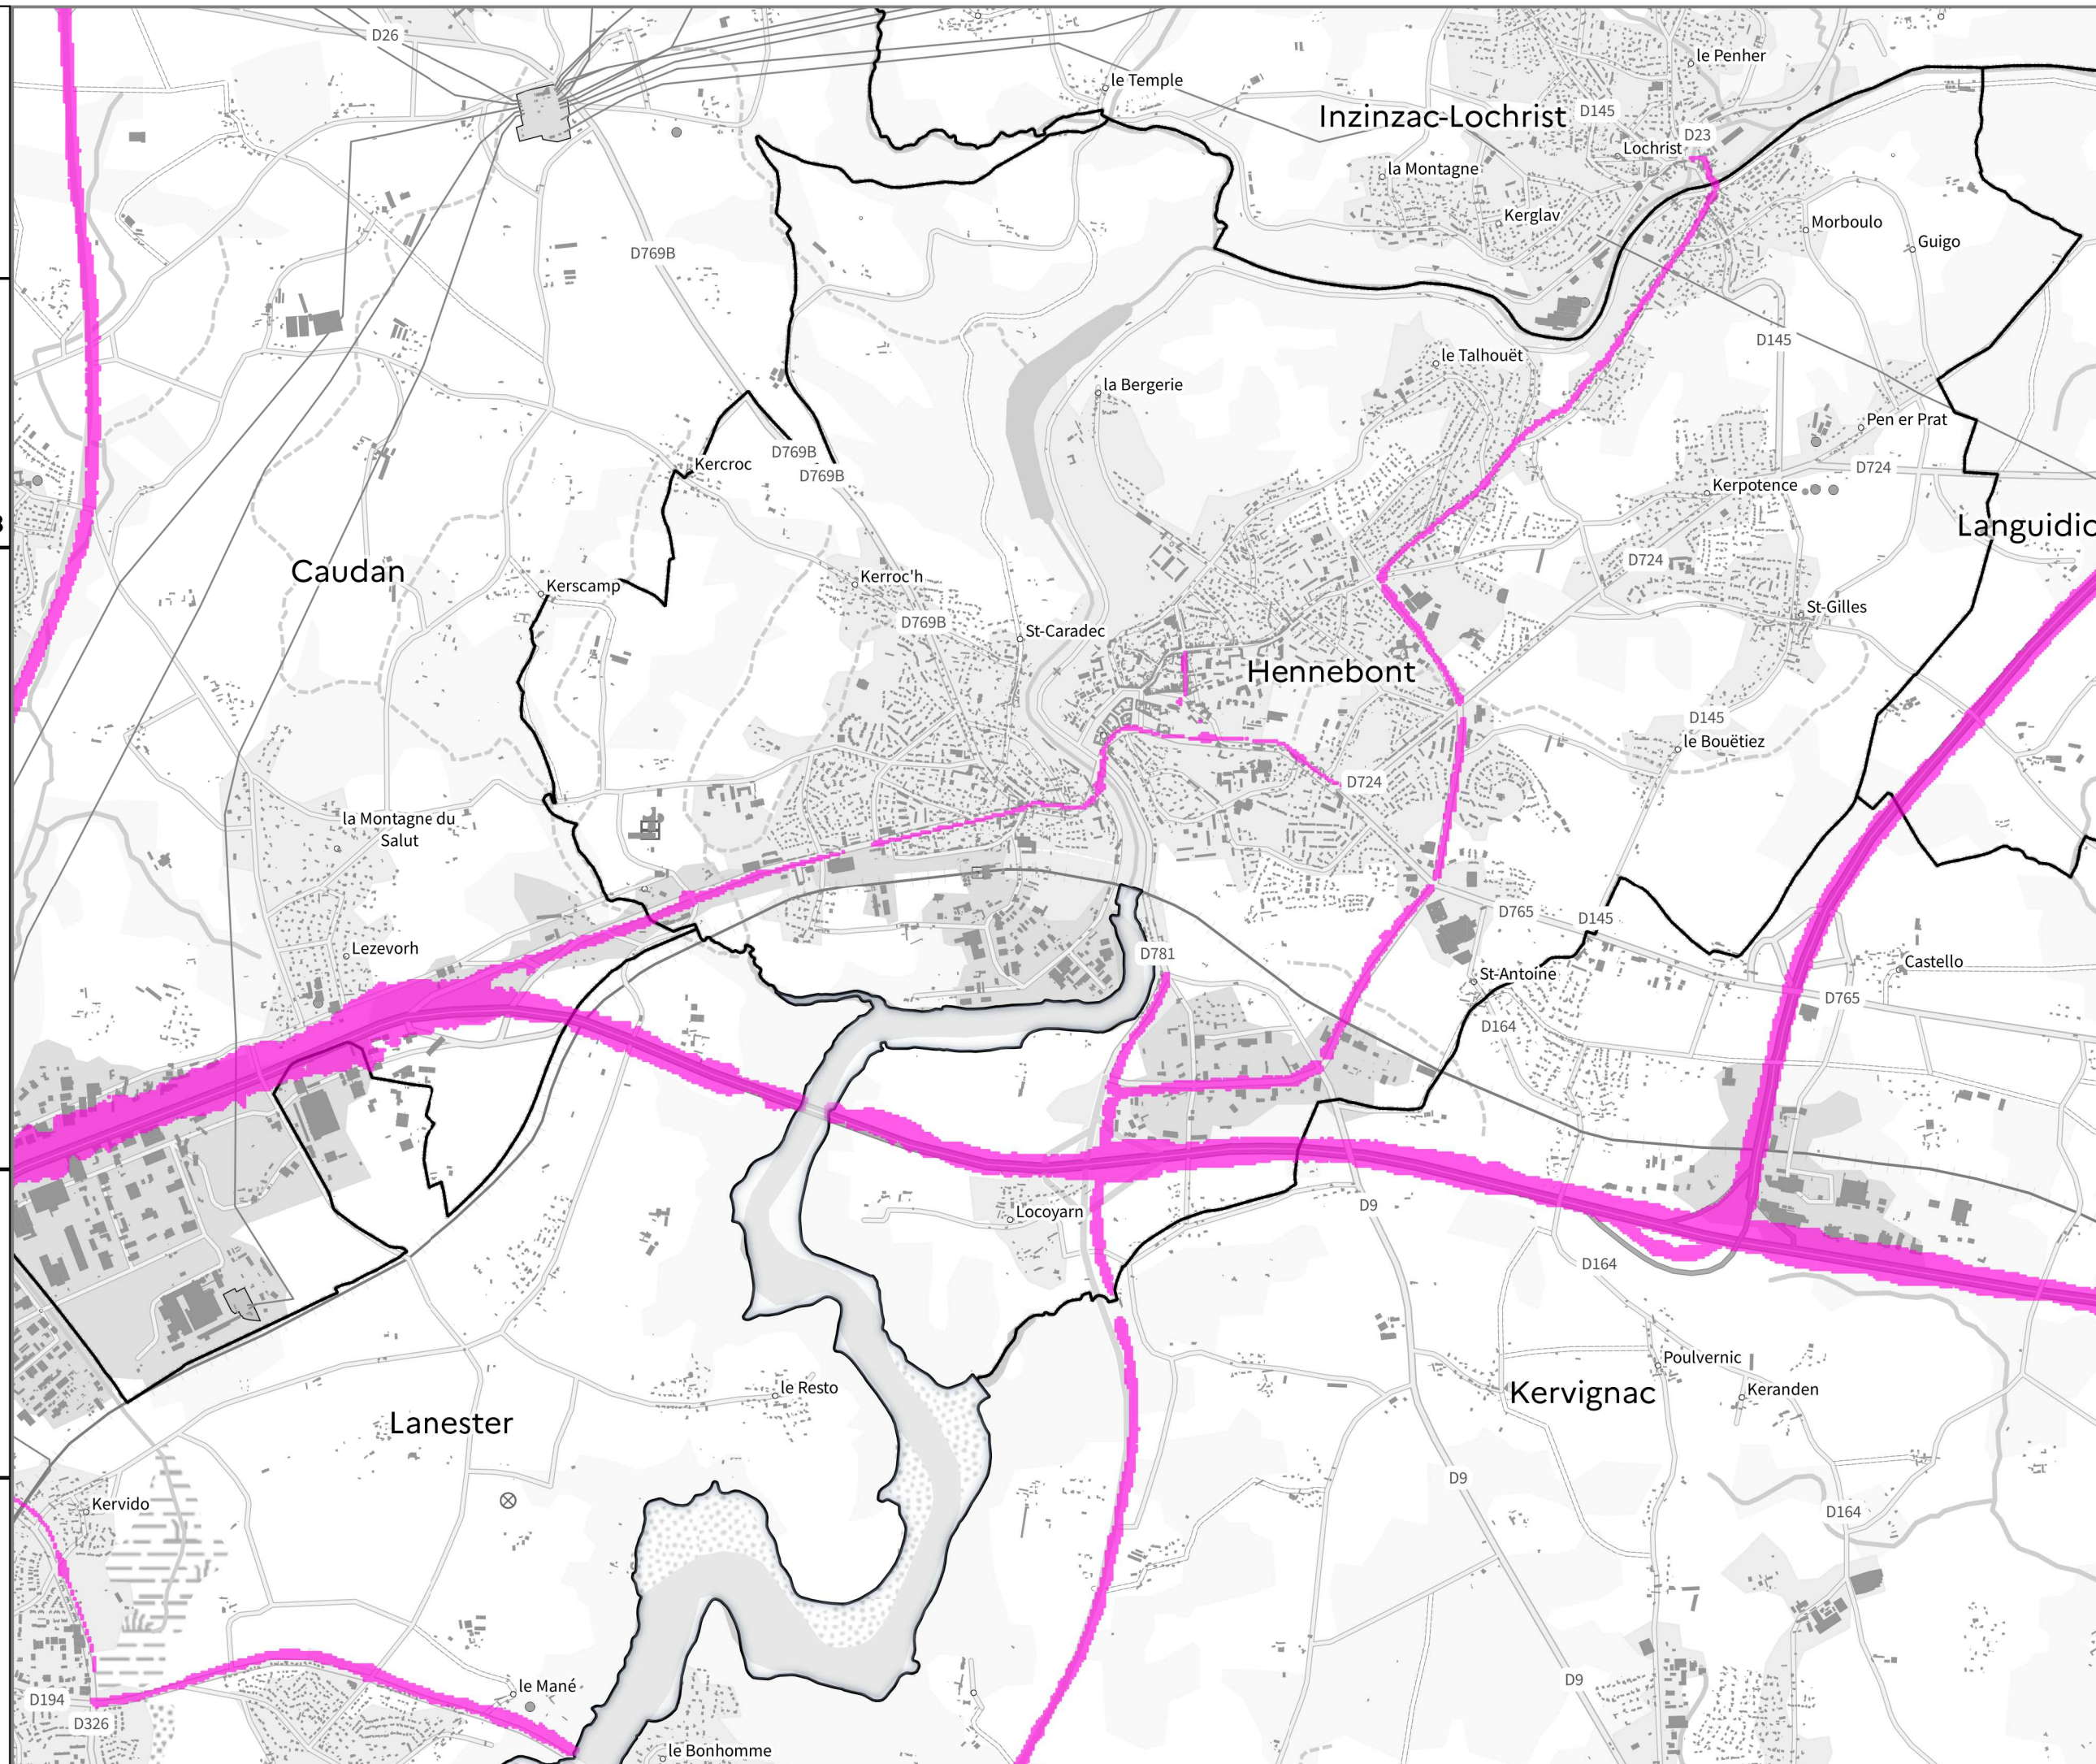 D26
le Penher
le Temple
Inzinzac-Lochrist
D145
D23
Lochrist
la Montagne
Kerglav
Morboulo
Guigo
D769B
D145
le Talhouët
la Bergerie
Pen er Prat
D769B
Kercroc
D769B
D724
Kerpotence
Languidic
Caudan
D724
Kerscamp
Kerroc'h
St-Gilles
D769B
St-Caradec
Hennebont
D145
le Bouëtiez
D724
la Montagne du
Salut
D765
D145
Lezevorh
D781
Castello
St-Antoine
D765
D164
Locoyarn
D9
D164
Poulvernic
le Resto
Keranden
Kervignac
Lanester
D9
Kervido
D164
D9
le Mané
D194
D326
le Bonhomme